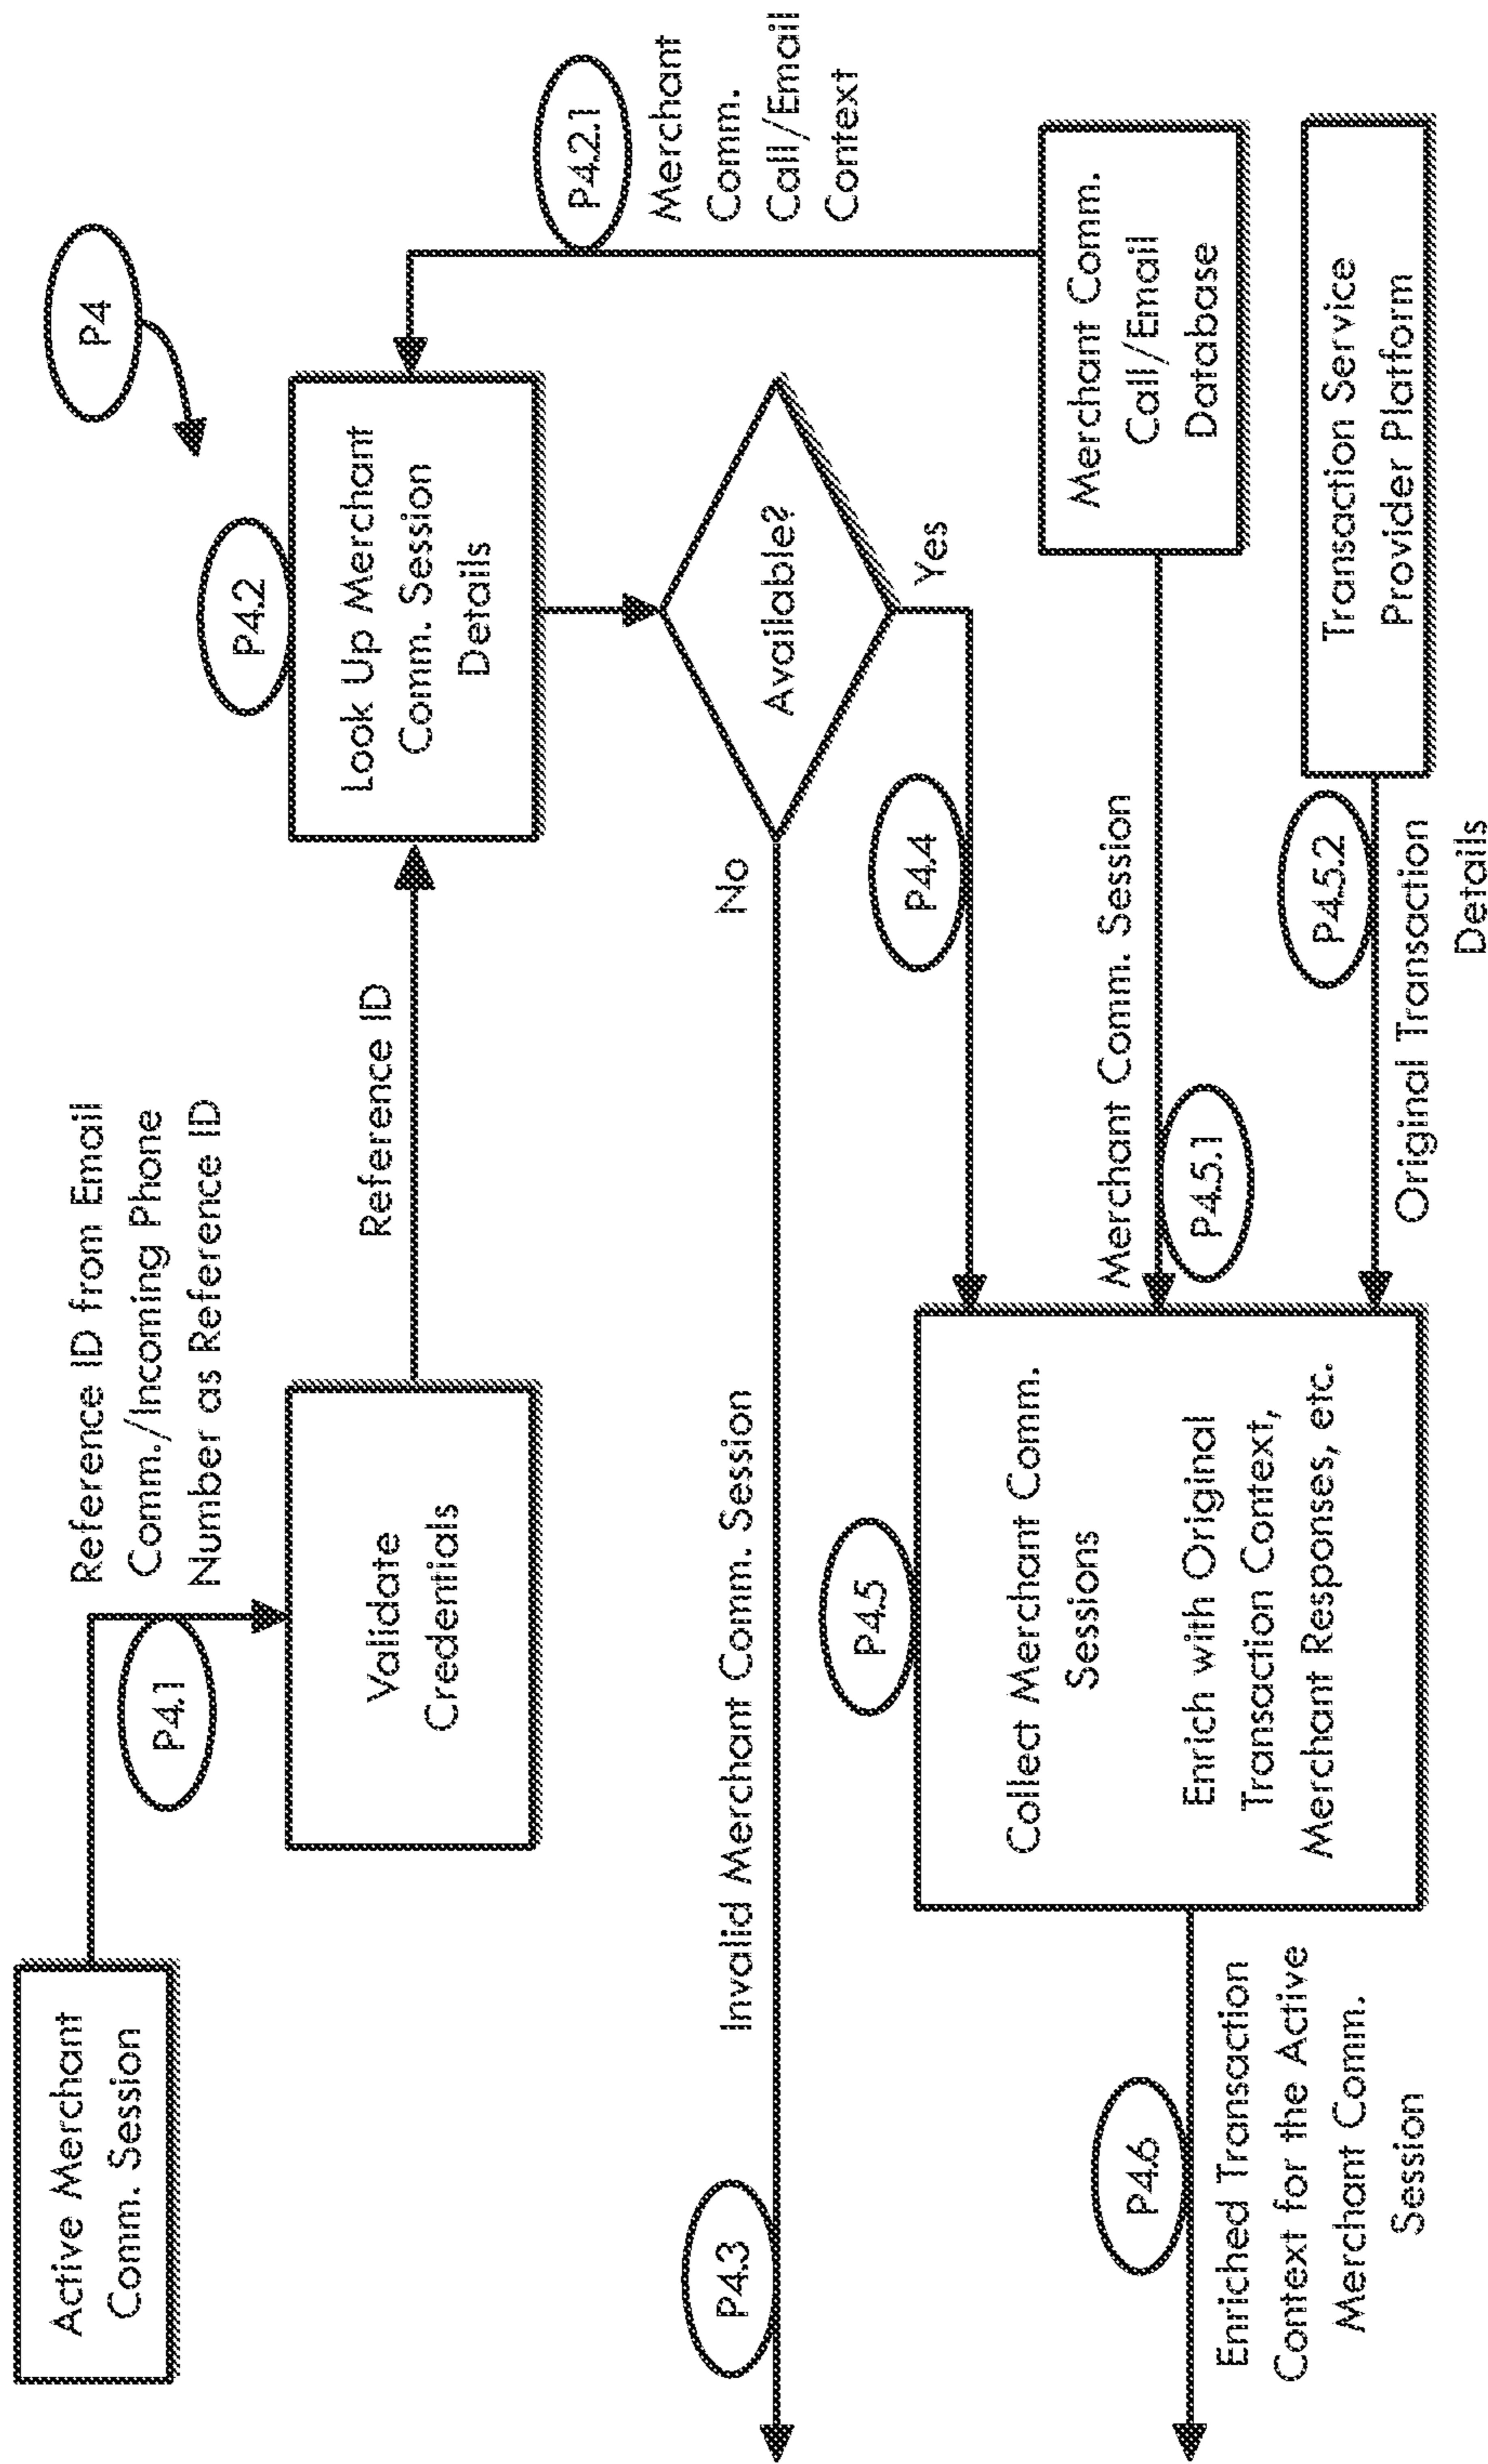 P4
Active Merchant
Comm. Session
P4.1
Reference ID from Email
Comm./Incoming Phone
Number as Reference ID
Validate
Credentials
Reference ID
P4.2
Look Up Merchant
Comm. Session
Details
P4.2.1
Merchant
Comm.
Call/Email
Context
Available?
No
Yes
P4.3
Invalid Merchant Comm. Session
P4.4
P4.5
Collect Merchant Comm.
Sessions
Enrich with Original
Transaction Context,
Merchant Responses, etc.
Merchant Comm. Session
P4.5.1
Merchant Comm.
Call/Email
Database
P4.5.2
Original Transaction
Details
Transaction Service
Provider Platform
P4.6
Enriched Transaction
Context for the Active
Merchant Comm.
Session